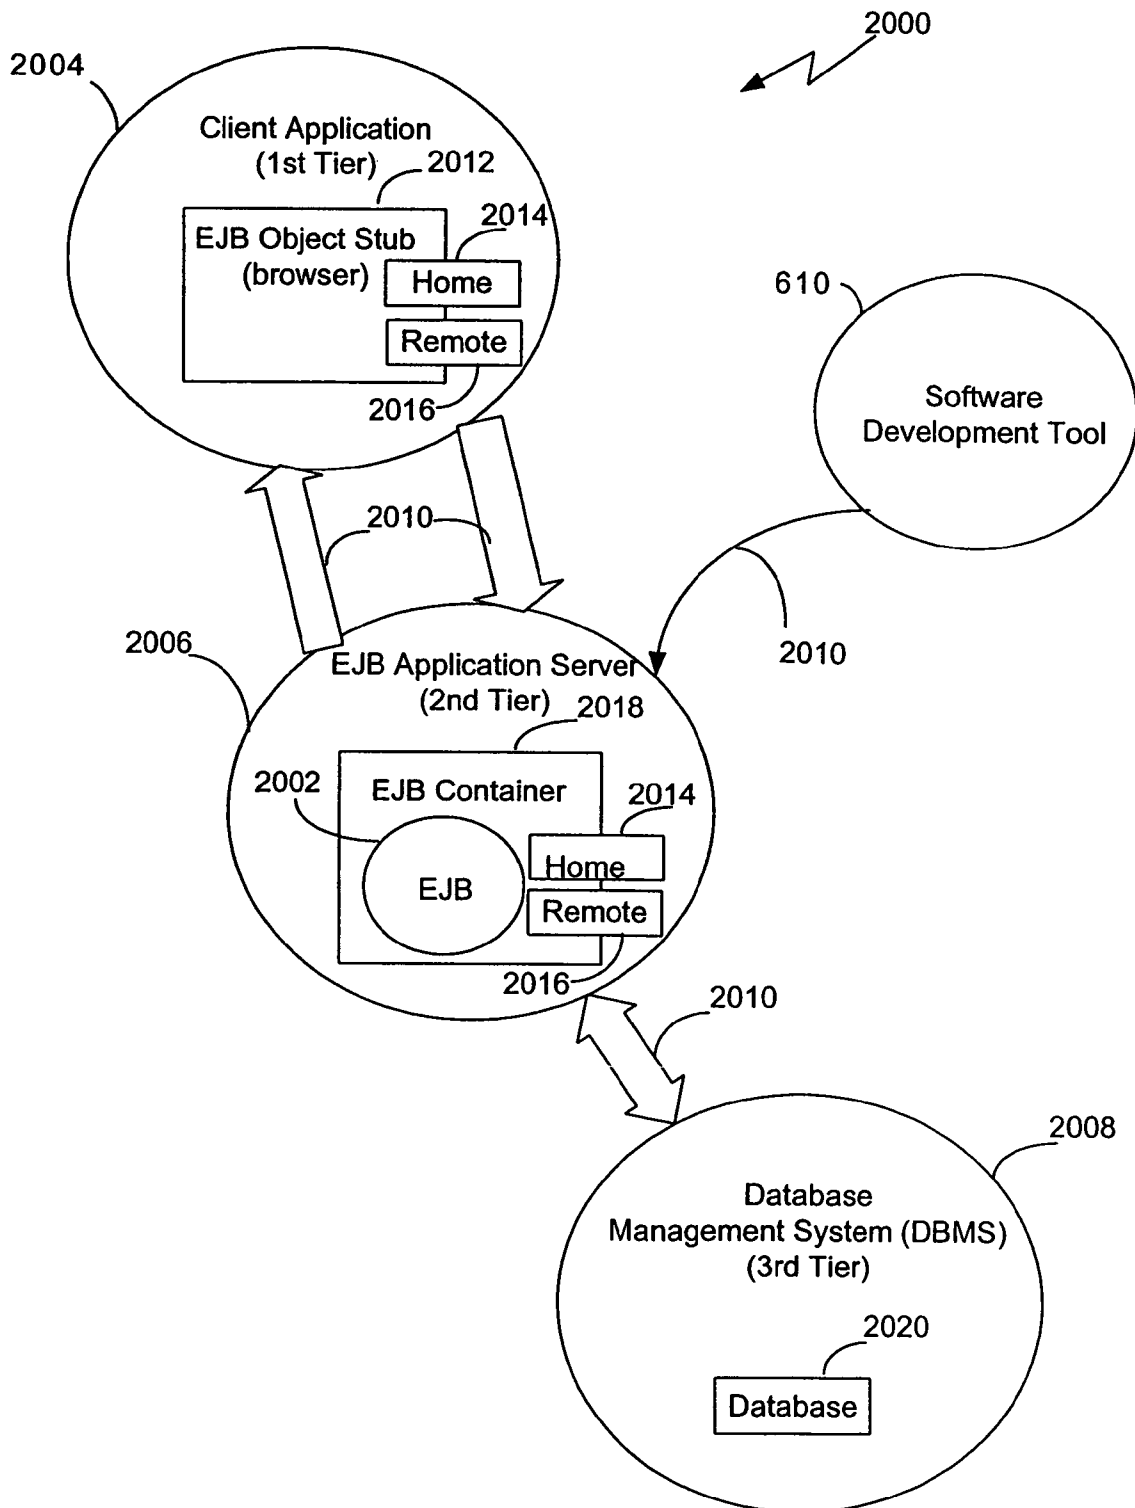 2000
2004
Client Application
(1st Tier)
2012
2014
EJB Object Stub
(browser)
Home
Remote
2016
610
Software
Development Tool
2010
2010
2006
EJB Application Server
(2nd Tier)
2018
2002
EJB Container
2014
Home
EJB
Remote
2016
2010
2008
Database
Management System (DBMS)
(3rd Tier)
2020
Database